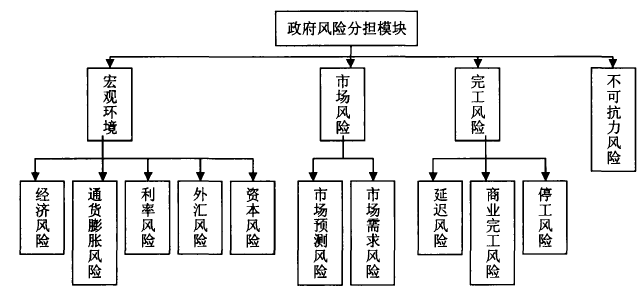 政府风险分担模块
宏观环境
市场风险
完工风险
不可抗力风险
经济风险
通货膨胀风险
利率风险
外汇风险
资本风险
市场预测风险
市场需求风险
延迟风险
商业完工风险
停工风险